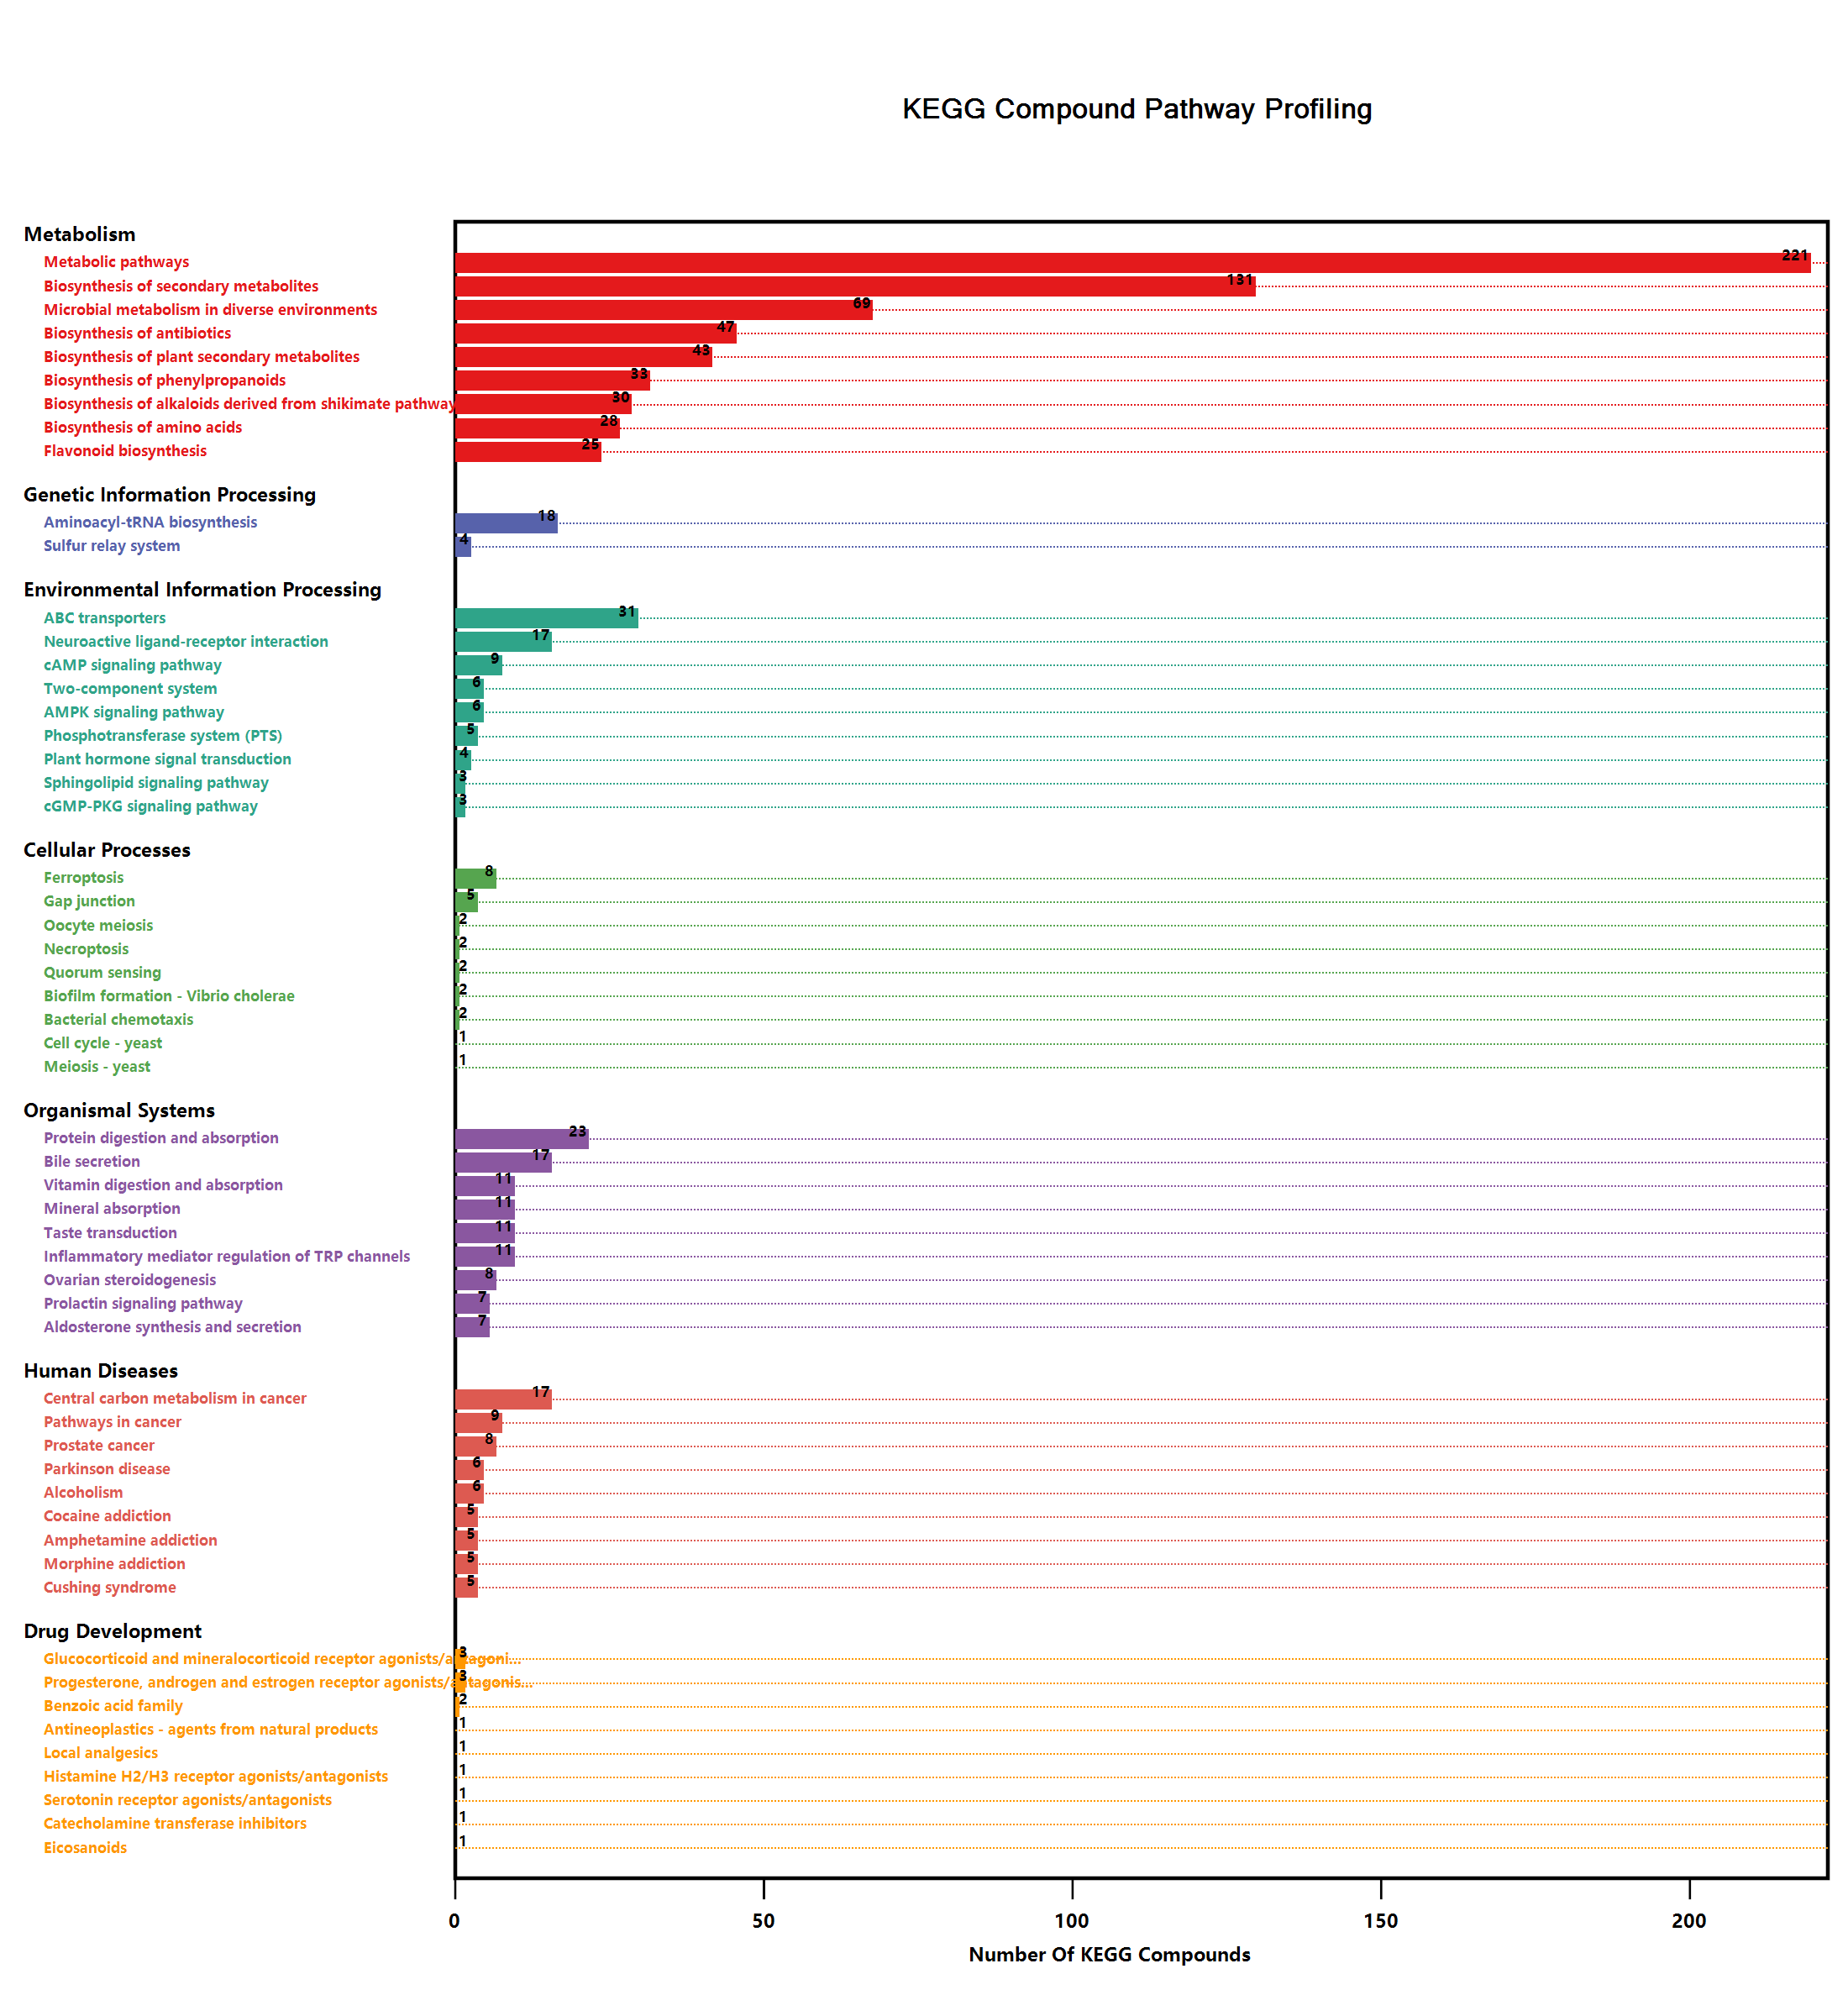 KEGG Compound Pathway Profiling
Metabolism
Metabolic pathways 221
Biosynthesis of secondary metabolites 131
Microbial metabolism in diverse environments 69
Biosynthesis of antibiotics 47
Biosynthesis of plant secondary metabolites 43
Biosynthesis of phenylpropanoids 33
Biosynthesis of alkaloids derived from shikimate pathway 30
Biosynthesis of amino acids 28
Flavonoid biosynthesis 25
Genetic Information Processing
Aminoacyl-tRNA biosynthesis 18
Sulfur relay system 4
Environmental Information Processing
ABC transporters 31
Neuroactive ligand-receptor interaction 17
cAMP signaling pathway 9
Two-component system 6
AMPK signaling pathway 6
Phosphotransferase system (PTS) 5
Plant hormone signal transduction 4
Sphingolipid signaling pathway 3
cGMP-PKG signaling pathway 3
Cellular Processes
Ferroptosis 8
Gap junction 5
Oocyte meiosis 2
Necroptosis 2
Quorum sensing 2
Biofilm formation - Vibrio cholerae 2
Bacterial chemotaxis 2
Cell cycle - yeast 1
Meiosis - yeast 1
Organismal Systems
Protein digestion and absorption 23
Bile secretion 17
Vitamin digestion and absorption 11
Mineral absorption 11
Taste transduction 11
Inflammatory mediator regulation of TRP channels 11
Ovarian steroidogenesis 8
Prolactin signaling pathway 7
Aldosterone synthesis and secretion 7
Human Diseases
Central carbon metabolism in cancer 17
Pathways in cancer 9
Prostate cancer 8
Parkinson disease 6
Alcoholism 6
Cocaine addiction 5
Amphetamine addiction 5
Morphine addiction 5
Cushing syndrome 5
Drug Development
Glucocorticoid and mineralocorticoid receptor agonists/antagoni... 3
Progesterone, androgen and estrogen receptor agonists/antagonis... 3
Benzoic acid family 2
Antineoplastics - agents from natural products 1
Local analgesics 1
Histamine H2/H3 receptor agonists/antagonists 1
Serotonin receptor agonists/antagonists 1
Catecholamine transferase inhibitors 1
Eicosanoids 1
0 50 100 150 200
Number Of KEGG Compounds